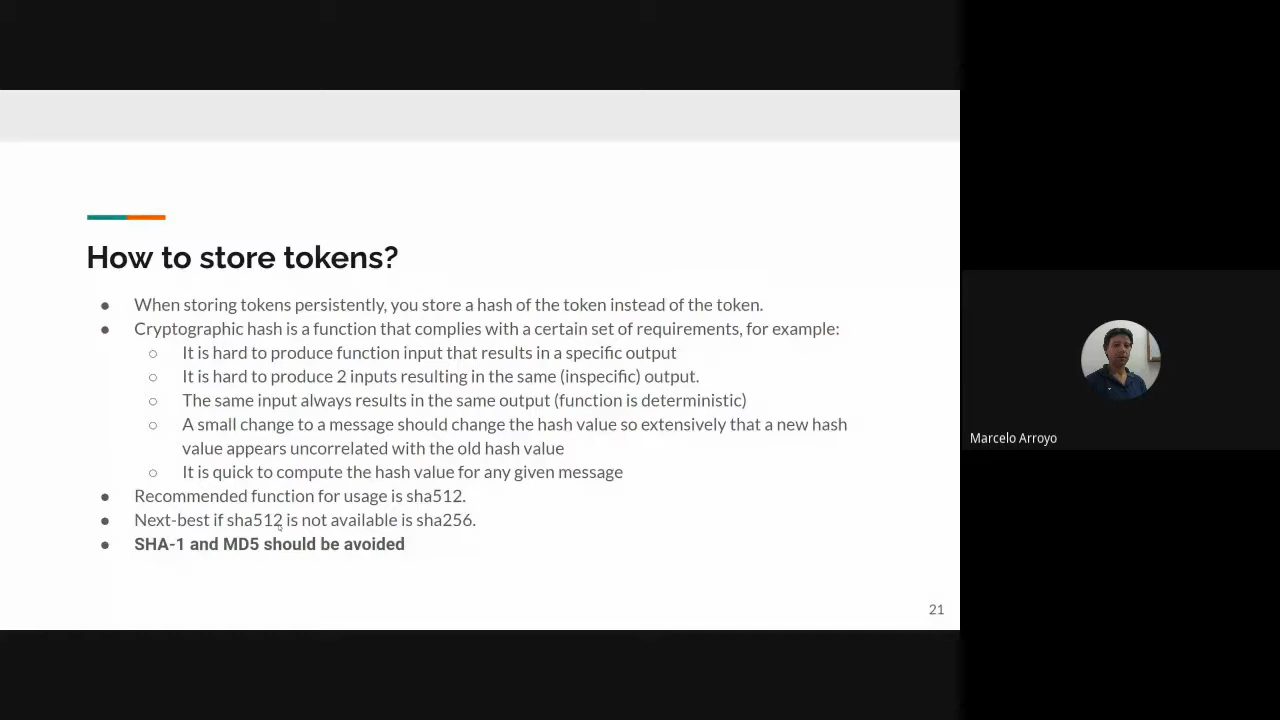 How to store tokens?
● When storing tokens persistently, you store a hash of the token instead of the token.
● Cryptographic hash is a function that complies with a certain set of requirements, for example:
○ It is hard to produce function input that results in a specific output
○ It is hard to produce 2 inputs resulting in the same (inspecific) output.
○ The same input always results in the same output (function is deterministic)
○ A small change to a message should change the hash value so extensively that a new hash
value appears uncorrelated with the old hash value
○ It is quick to compute the hash value for any given message
● Recommended function for usage is sha512.
● Next-best if sha512 is not available is sha256.
● SHA-1 and MD5 should be avoided
21
Marcelo Arroyo